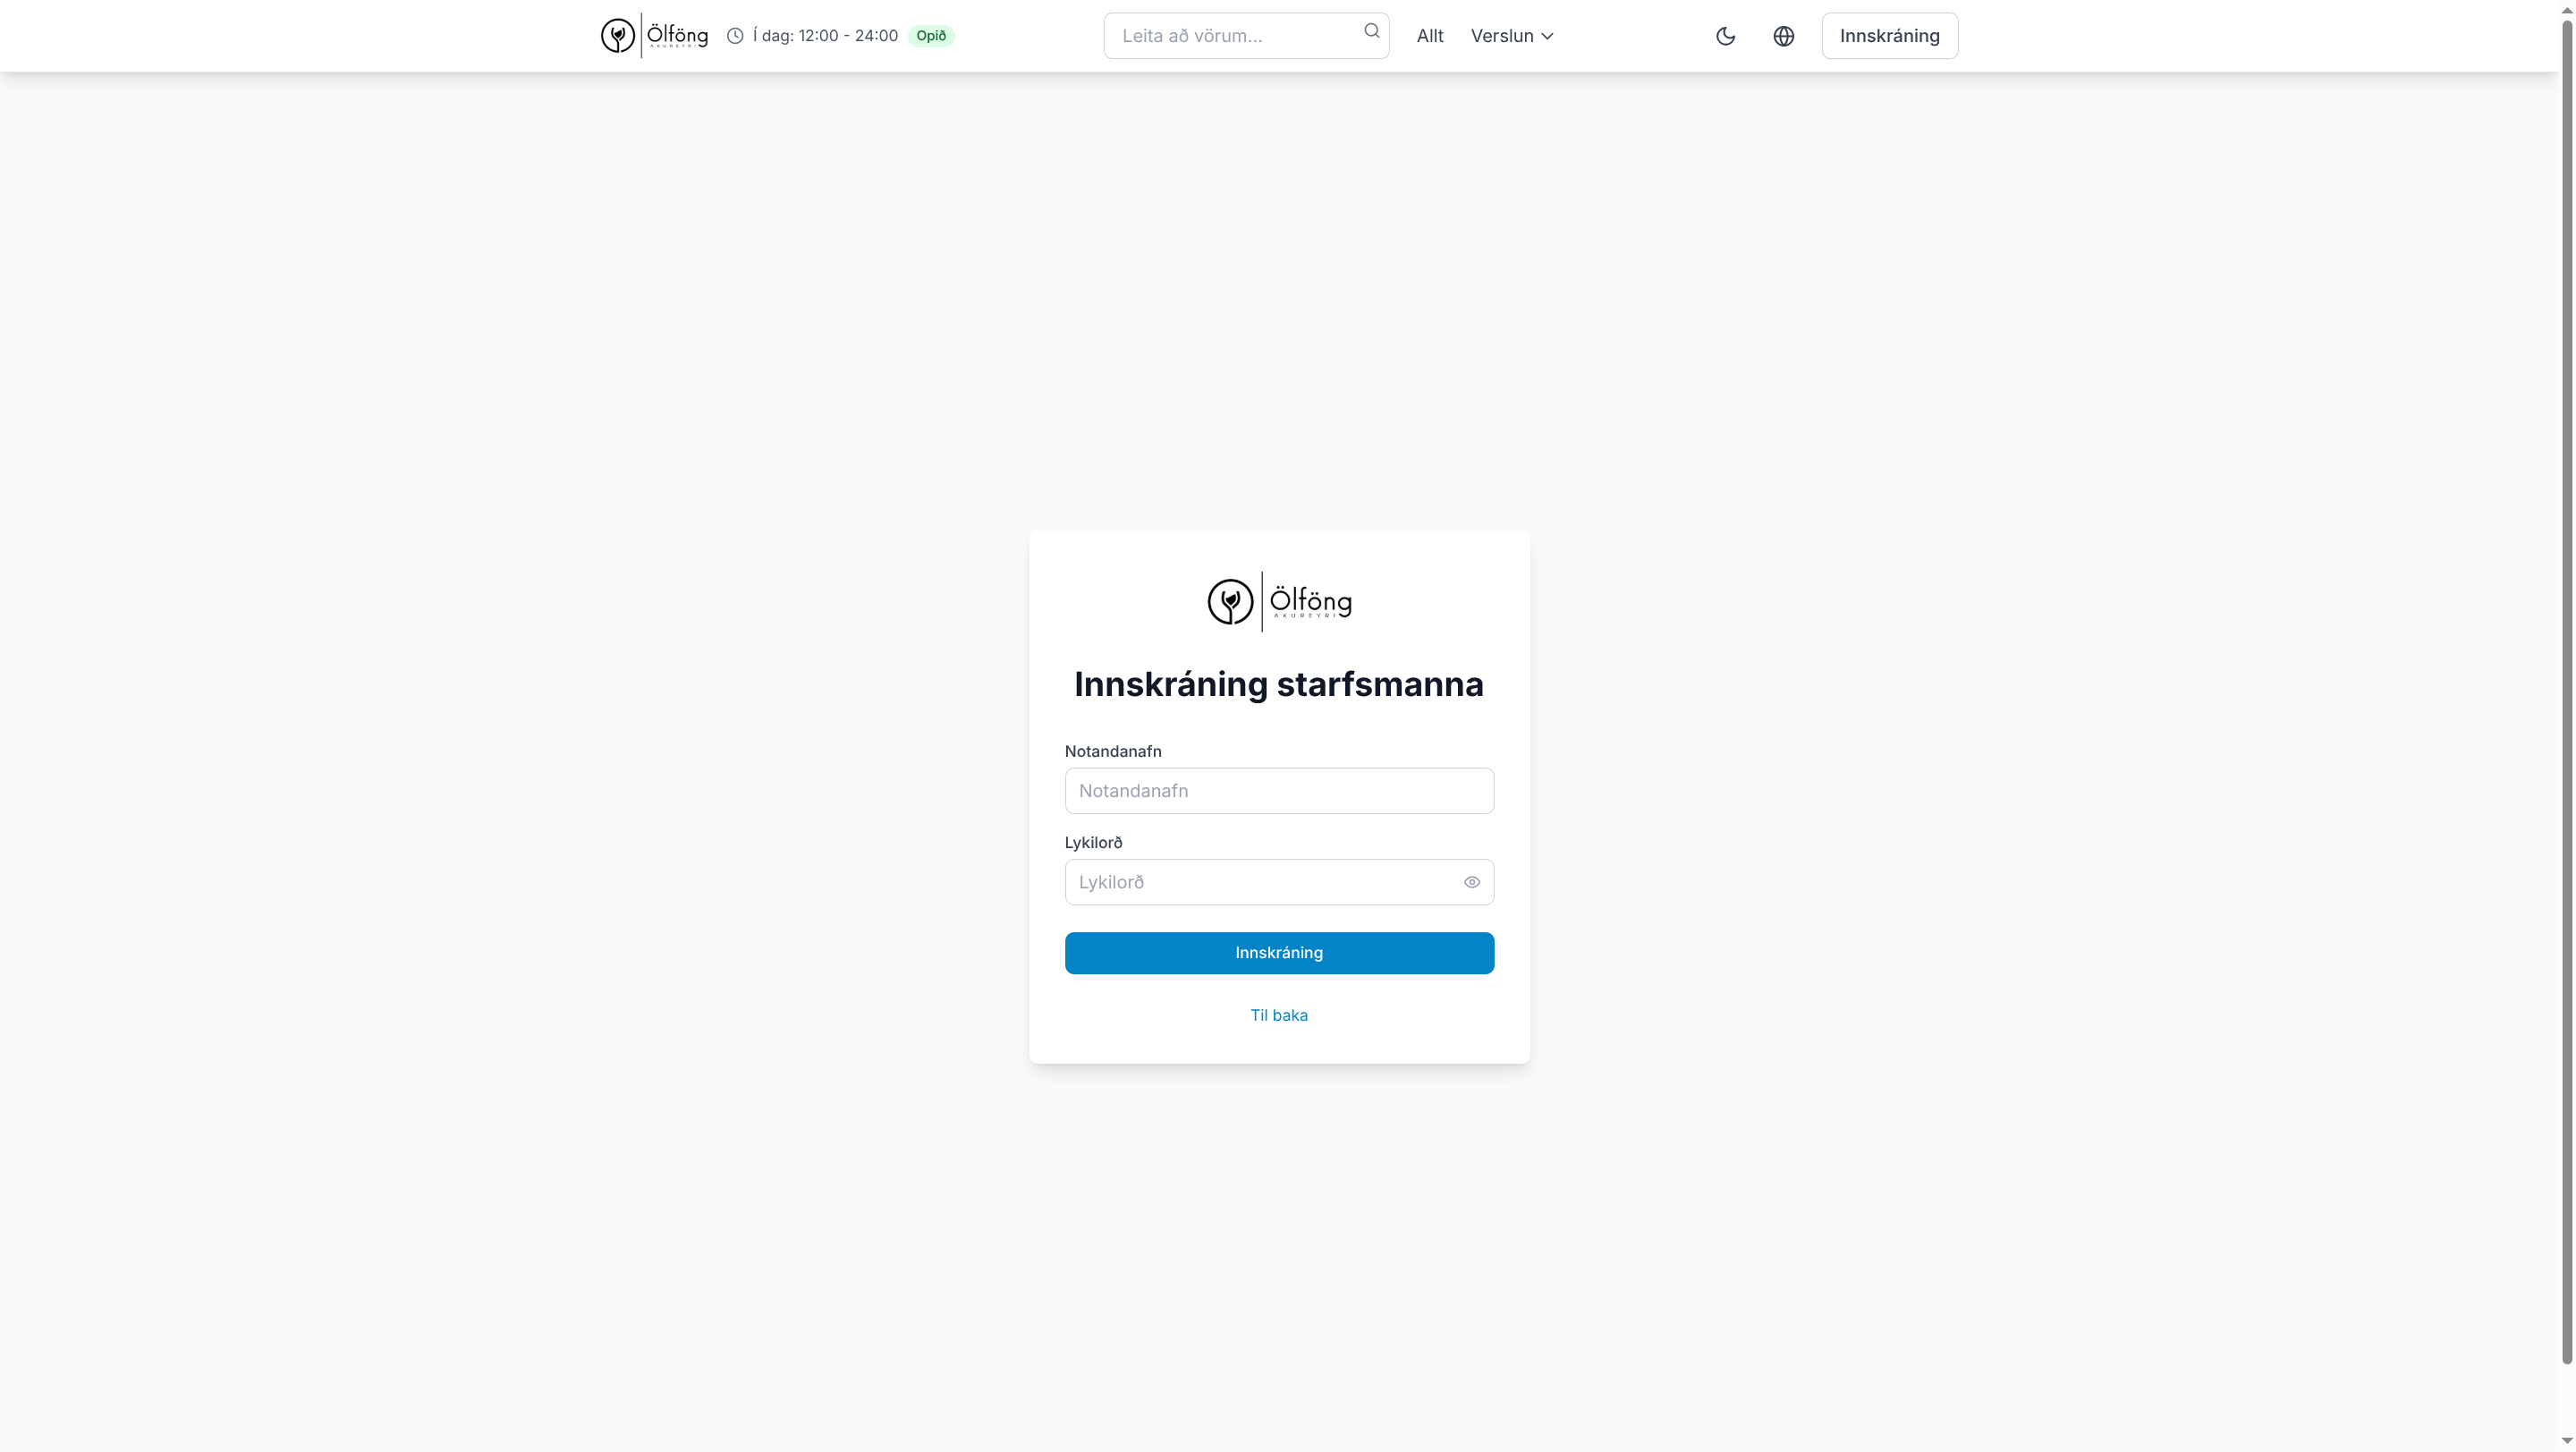 Ölföng
AKUREYRI
Í dag: 12:00 - 24:00
Opið
Leita að vörum...
Allt
Verslun
Innskráning
Ölföng
AKUREYRI
Innskráning starfsmanna
Notandanafn
Notandanafn
Lykilorð
Lykilorð
Innskráning
Til baka